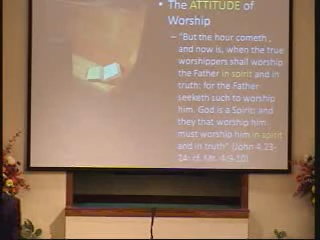 • The ATTITUDE of
Worship
– "But the hour cometh,
and now is, when the true
worshippers shall worship
the Father in spirit and in
truth: for the Father
seeketh such to worship
him. God is a Spirit: and
they that worship him
must worship him in spirit
and in truth" (John 4:23-
24; cf. Mt. 4:9-10)